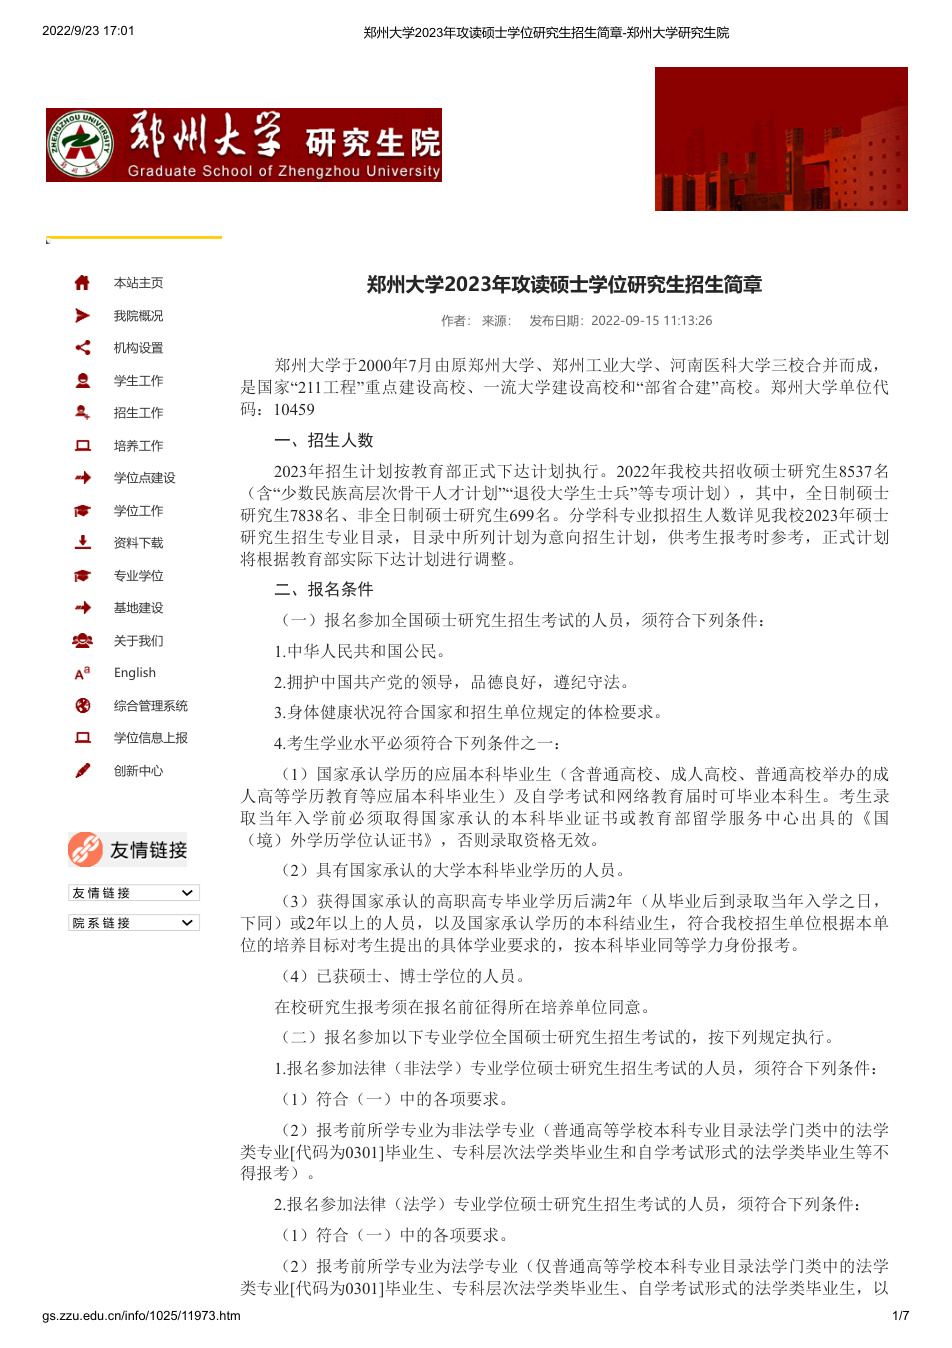 2022/9/23 17:01
郑州大学2023年攻读硕士学位研究生招生简章-郑州大学研究生院
ZHENGZHOU UNIVERSITY
郑州大学
郑州大学 研究生院
Graduate School of Zhengzhou University
本站主页
我院概况
机构设置
学生工作
招生工作
培养工作
学位点建设
学位工作
资料下载
专业学位
基地建设
关于我们
English
综合管理系统
学位信息上报
创新中心
友情链接
友情链接
院系链接
郑州大学2023年攻读硕士学位研究生招生简章
作者： 来源： 发布日期：2022-09-15 11:13:26
郑州大学于2000年7月由原郑州大学、郑州工业大学、河南医科大学三校合并而成，
是国家“211工程”重点建设高校、一流大学建设高校和“部省合建”高校。郑州大学单位代
码：10459
一、招生人数
2023年招生计划按教育部正式下达计划执行。2022年我校共招收硕士研究生8537名
（含“少数民族高层次骨干人才计划”“退役大学生士兵”等专项计划），其中，全日制硕士
研究生7838名、非全日制硕士研究生699名。分学科专业拟招生人数详见我校2023年硕士
研究生招生专业目录，目录中所列计划为意向招生计划，供考生报考时参考，正式计划
将根据教育部实际下达计划进行调整。
二、报名条件
（一）报名参加全国硕士研究生招生考试的人员，须符合下列条件：
1.中华人民共和国公民。
2.拥护中国共产党的领导，品德良好，遵纪守法。
3.身体健康状况符合国家和招生单位规定的体检要求。
4.考生学业水平必须符合下列条件之一：
（1）国家承认学历的应届本科毕业生（含普通高校、成人高校、普通高校举办的成
人高等学历教育等应届本科毕业生）及自学考试和网络教育届时可毕业本科生。考生录
取当年入学前必须取得国家承认的本科毕业证书或教育部留学服务中心出具的《国
（境）外学历学位认证书》，否则录取资格无效。
（2）具有国家承认的大学本科毕业学历的人员。
（3）获得国家承认的高职高专毕业学历后满2年（从毕业后到录取当年入学之日，
下同）或2年以上的人员，以及国家承认学历的本科结业生，符合我校招生单位根据本单
位的培养目标对考生提出的具体学业要求的，按本科毕业同等学力身份报考。
（4）已获硕士、博士学位的人员。
在校研究生报考须在报名前征得所在培养单位同意。
（二）报名参加以下专业学位全国硕士研究生招生考试的，按下列规定执行。
1.报名参加法律（非法学）专业学位硕士研究生招生考试的人员，须符合下列条件：
（1）符合（一）中的各项要求。
（2）报考前所学专业为非法学专业（普通高等学校本科专业目录法学门类中的法学
类专业[代码为0301]毕业生、专科层次法学类毕业生和自学考试形式的法学类毕业生等不
得报考）。
2.报名参加法律（法学）专业学位硕士研究生招生考试的人员，须符合下列条件：
（1）符合（一）中的各项要求。
（2）报考前所学专业为法学专业（仅普通高等学校本科专业目录法学门类中的法学
类专业[代码为0301]毕业生、专科层次法学类毕业生、自学考试形式的法学类毕业生，以
gs.zzu.edu.cn/info/1025/11973.htm
1/7